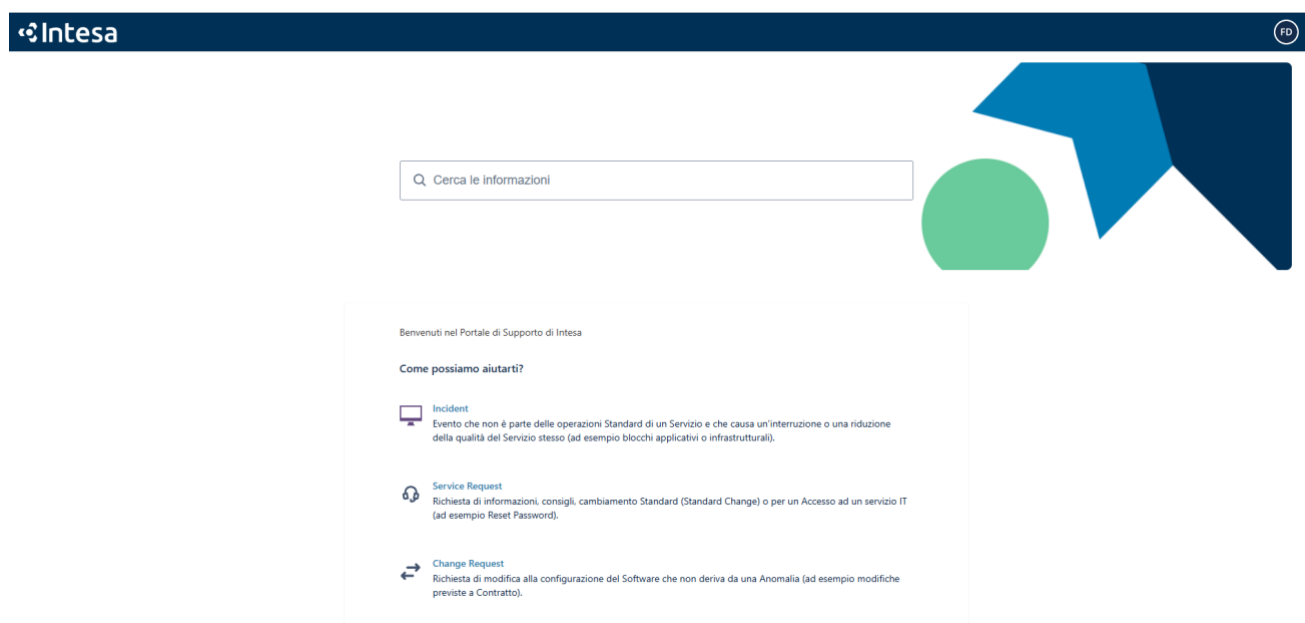 Intesa
FD
Cerca le informazioni
Benvenuti nel Portale di Supporto di Intesa
Come possiamo aiutarti?
Incident
Evento che non è parte delle operazioni Standard di un Servizio e che causa un'interruzione o una riduzione
della qualità del Servizio stesso (ad esempio blocchi applicativi o infrastrutturali).
Service Request
Richiesta di informazioni, consigli, cambiamento Standard (Standard Change) o per un Accesso ad un servizio IT
(ad esempio Reset Password).
Change Request
Richiesta di modifica alla configurazione del Software che non deriva da una Anomalia (ad esempio modifiche
previste a Contratto).